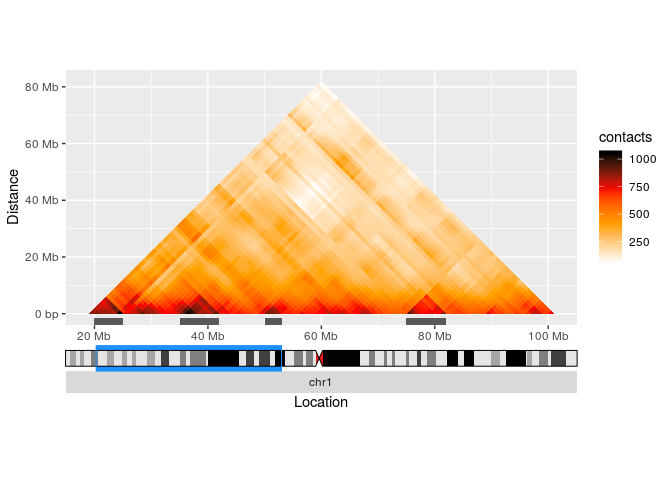 80 Mb
60 Mb
40 Mb
20 Mb
0 bp
Distance
20 Mb
40 Mb
60 Mb
80 Mb
100 Mb
chr1
Location
contacts
1000
750
500
250